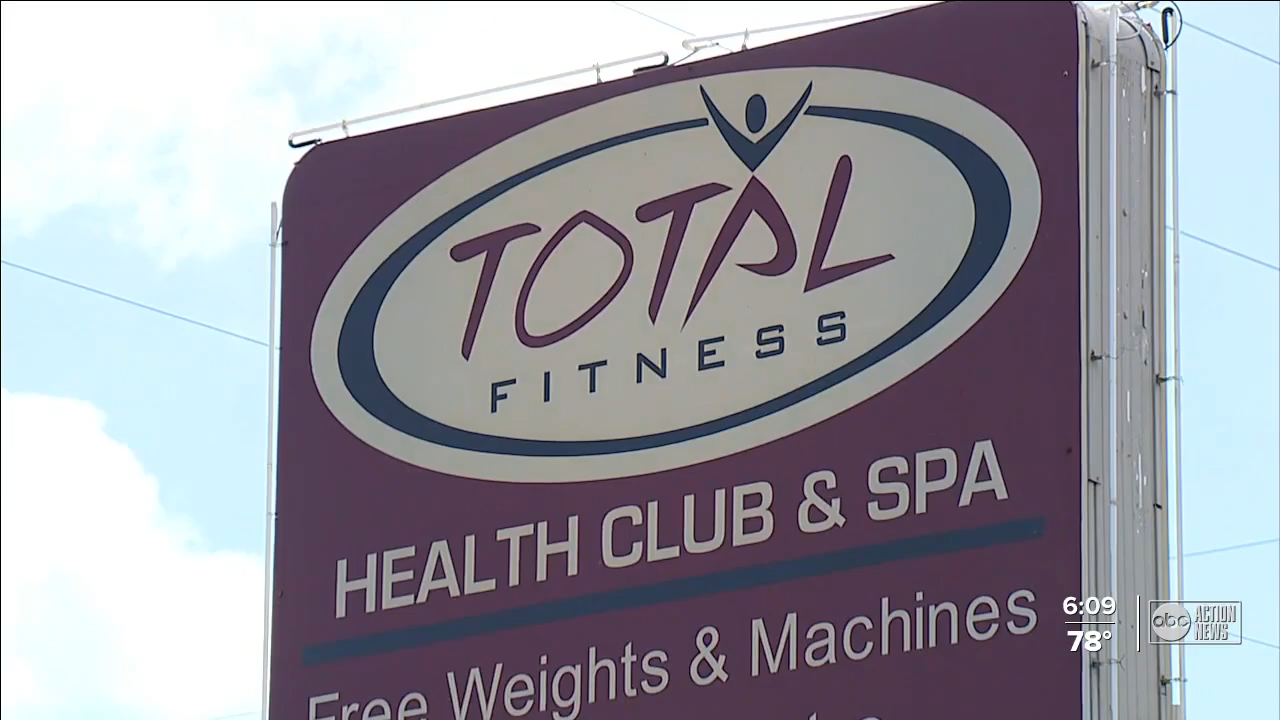 TOTAL
FITNESS
HEALTH CLUB & SPA
Free Weights & Machines
6:09
78°
abc ACTION
NEWS